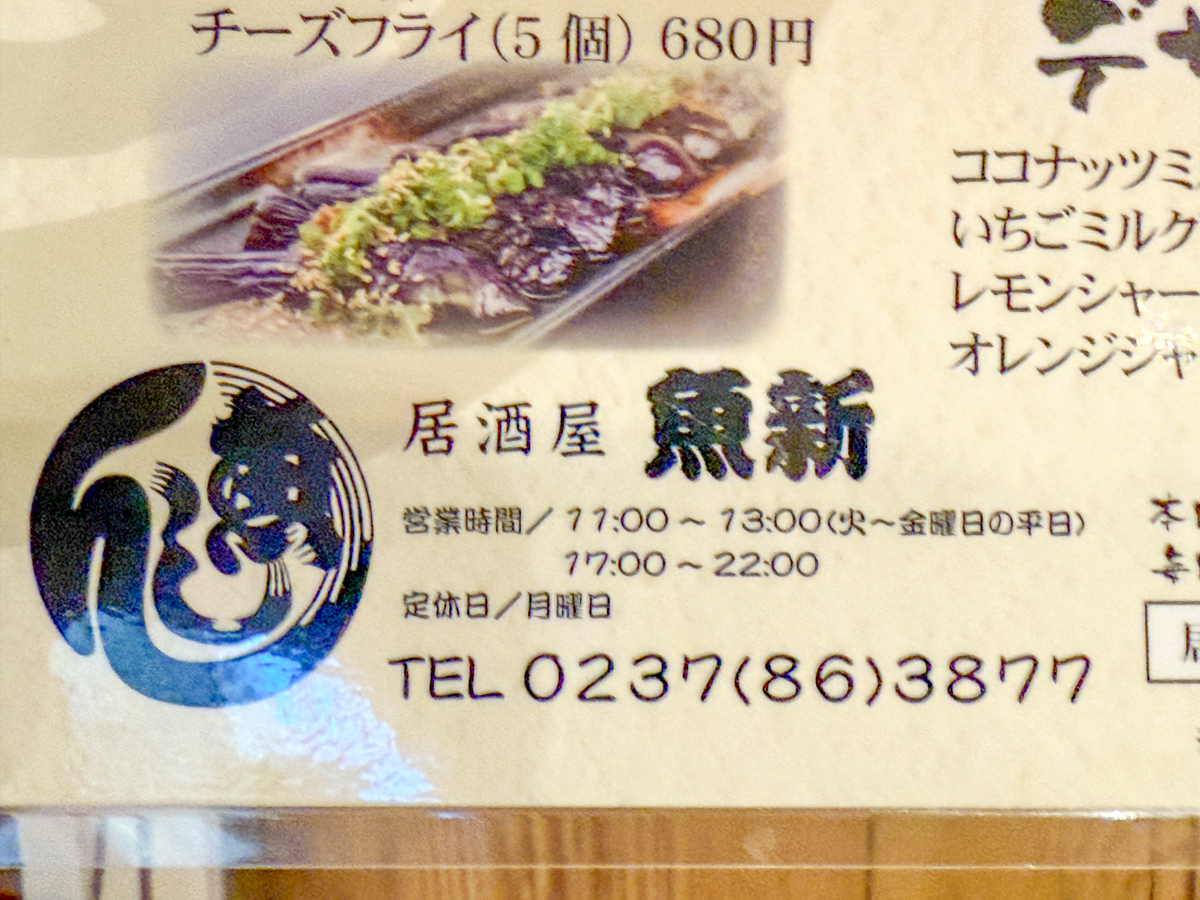 チーズフライ(5個) 680円
デ
ココナッツミ
いちごミルク
レモンシャー
オレンジシャ
居酒屋 魚新
営業時間／11:00～13:00(火～金曜日の平日)
17:00～22:00
定休日／月曜日
TEL 0237(86)3877
本